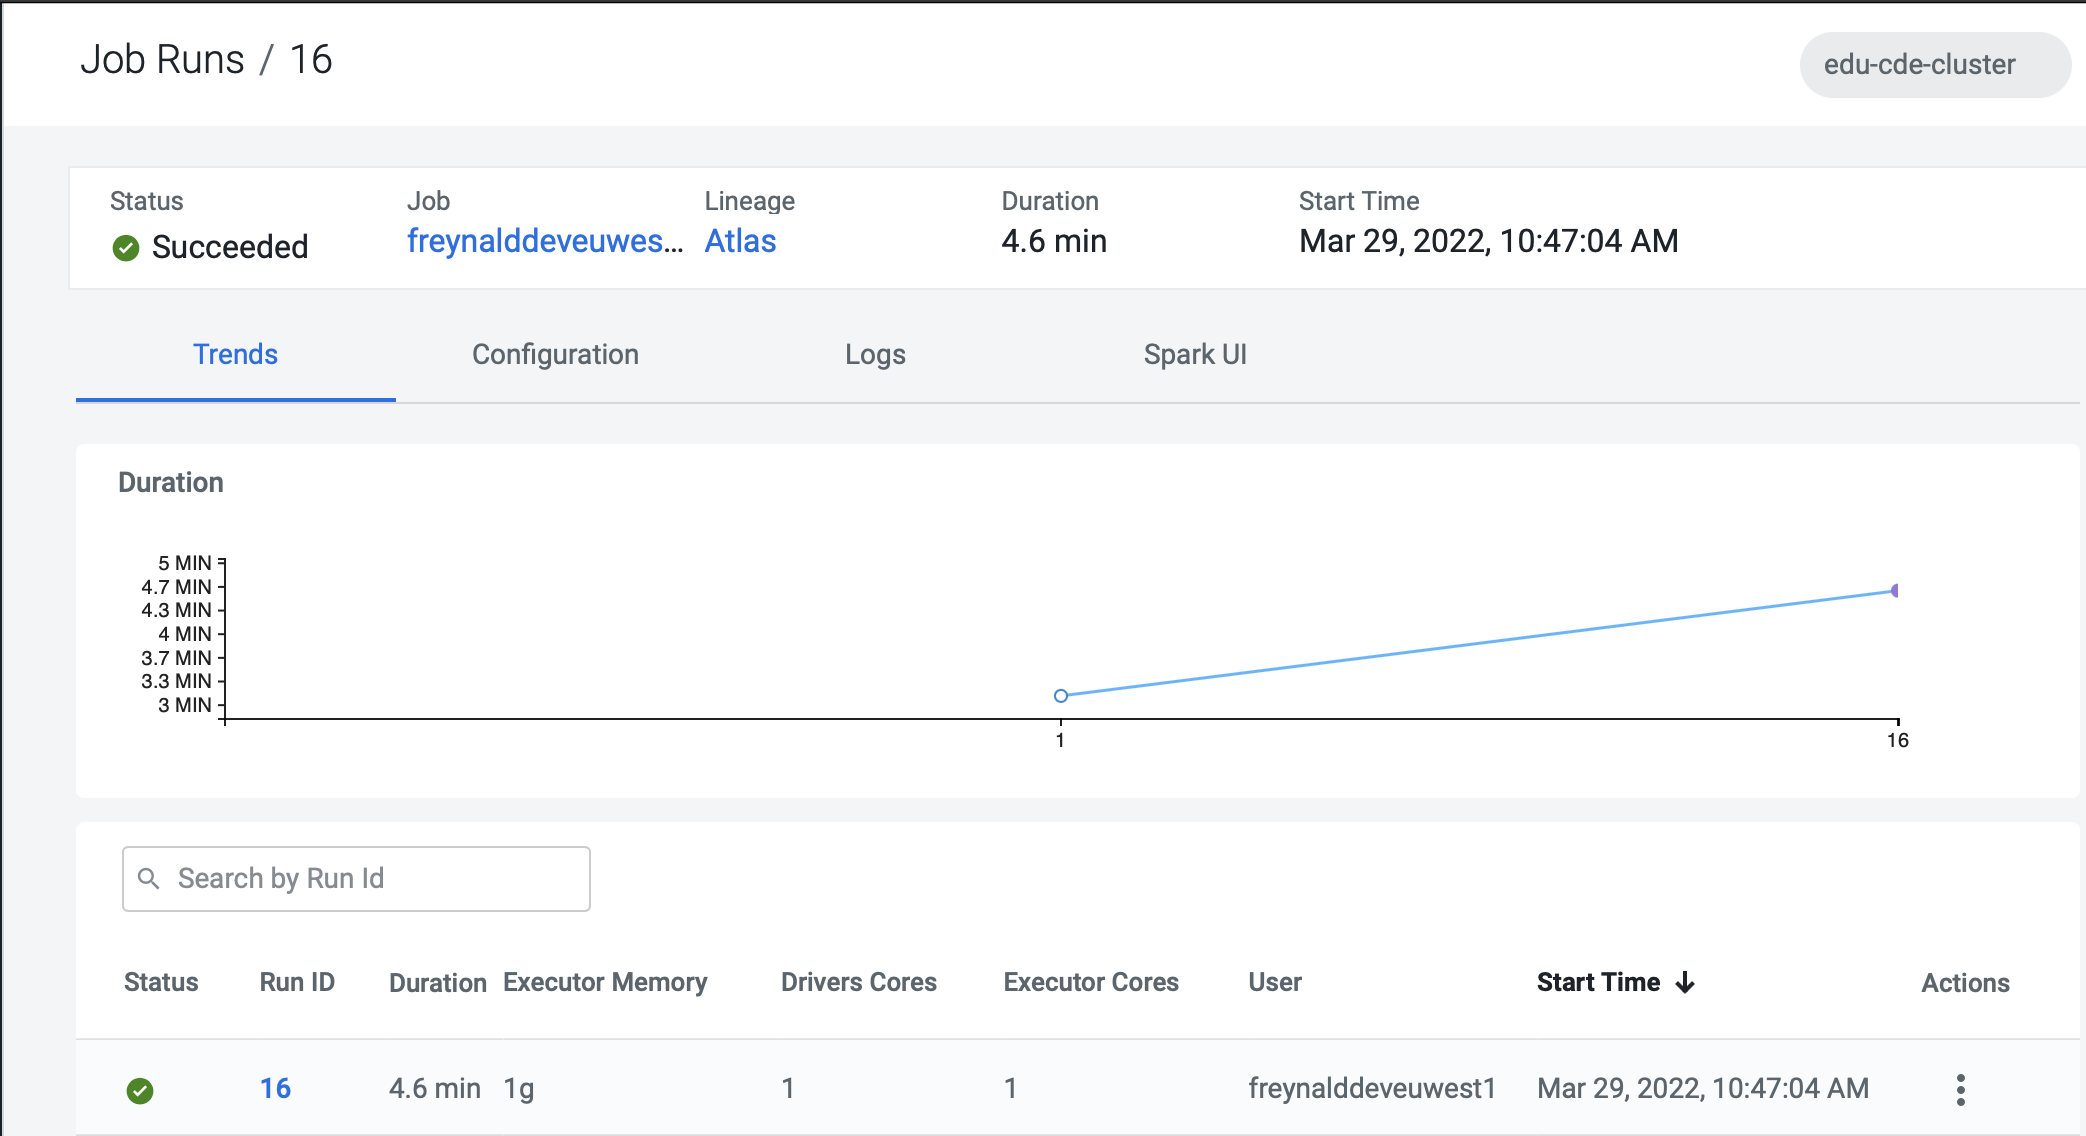 Job Runs / 16
edu-cde-cluster
Status Job Lineage Duration Start Time
Succeeded freynalddeveuwes... Atlas 4.6 min Mar 29, 2022, 10:47:04 AM
Trends Configuration Logs Spark UI
Duration
5 MIN
4.7 MIN
4.3 MIN
4 MIN
3.7 MIN
3.3 MIN
3 MIN
1 16
Search by Run Id
Status Run ID Duration Executor Memory Drivers Cores Executor Cores User Start Time Actions
16 4.6 min 1g 1 1 freynalddeveuwest1 Mar 29, 2022, 10:47:04 AM